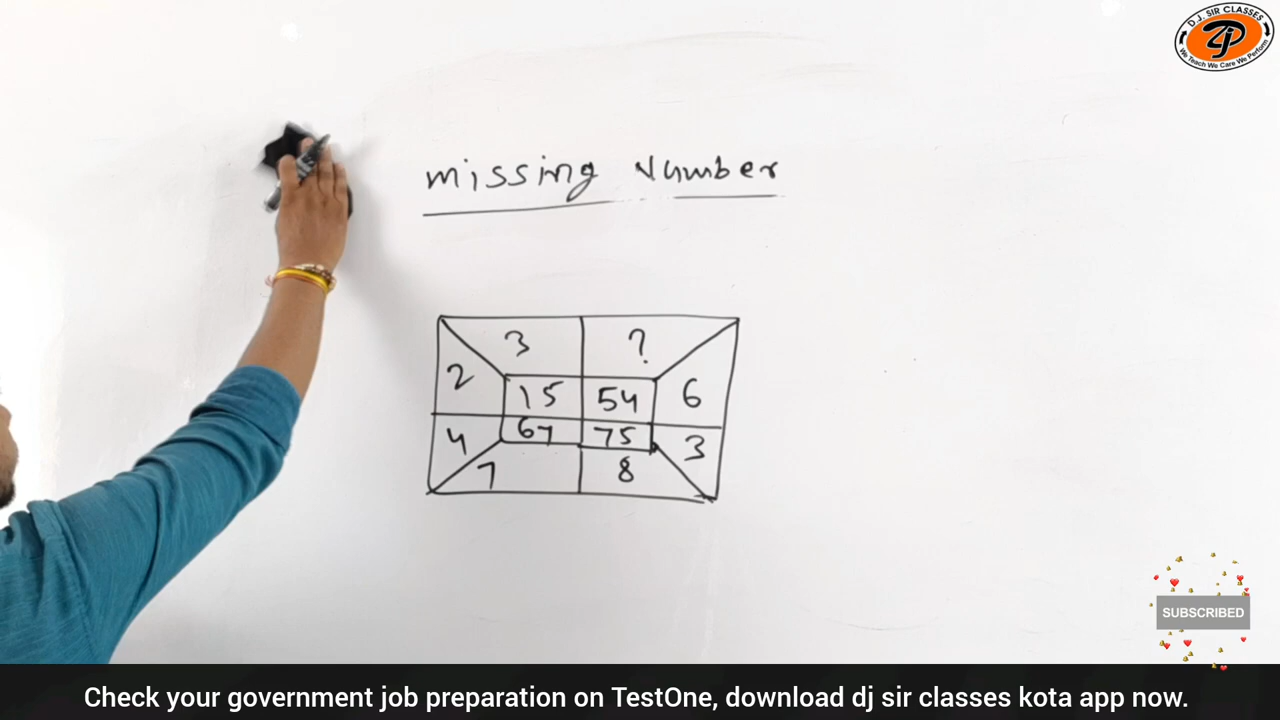 D.J. SIR CLASSES
We Teach We Care We Perform
missing Number
3 ?
2 15 54 6
4 67 75 3
7 8
SUBSCRIBED
Check your government job preparation on TestOne, download dj sir classes kota app now.